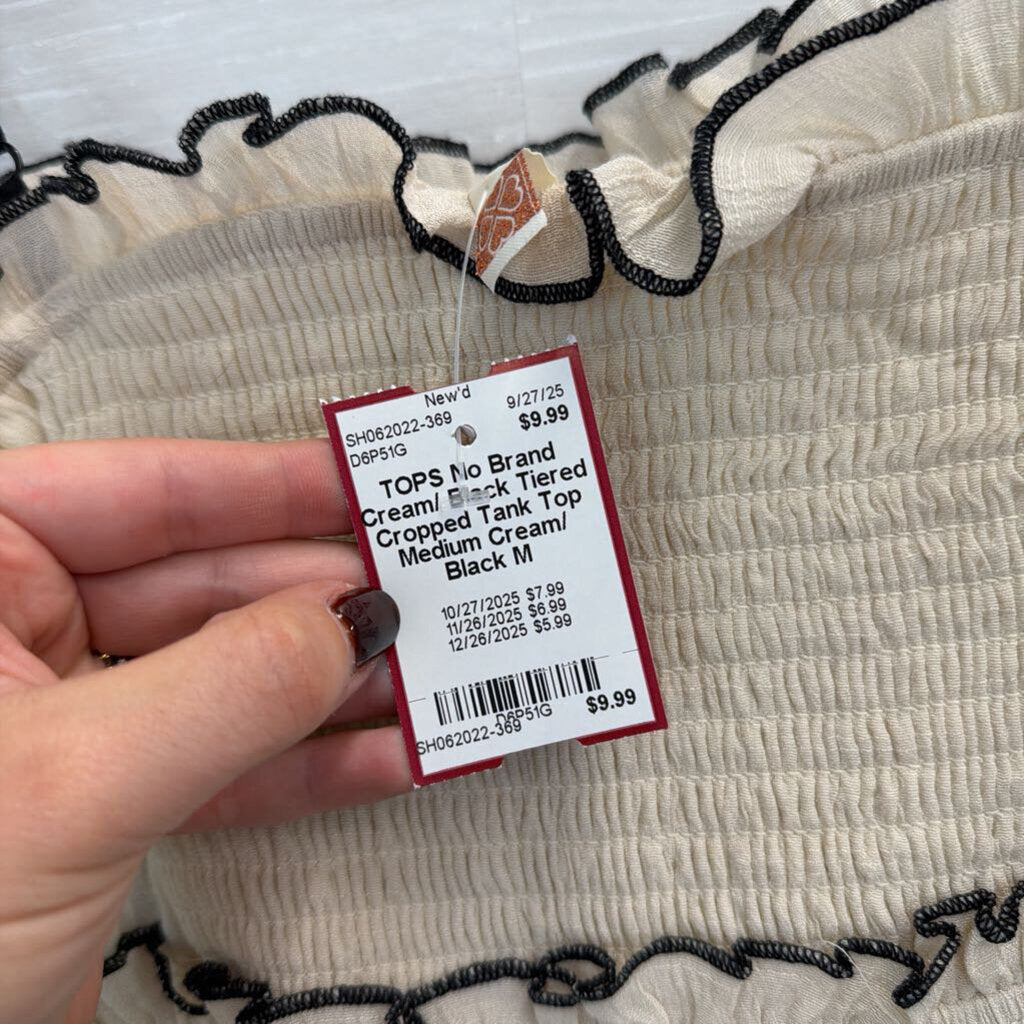 New'd
9/27/25
SH062022-369
$9.99
D6P51G
TOPS No Brand
Cream/ Black Tiered
Cropped Tank Top
Medium Cream/
Black M
10/27/2025 $7.99
11/26/2025 $6.99
12/26/2025 $5.99
D6P51G
$9.99
SH062022-369